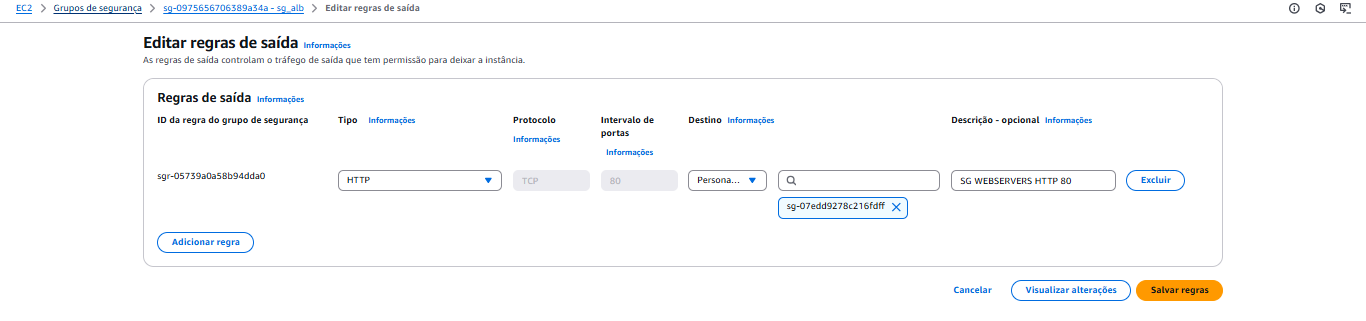 EC2 > Grupos de segurança > sg-0975656706389a34a - sg_alb > Editar regras de saída
Editar regras de saída Informações
As regras de saída controlam o tráfego de saída que tem permissão para deixar a instância.
Regras de saída Informações
ID da regra do grupo de segurança
Tipo Informações
Protocolo
Informações
Intervalo de
portas
Informações
Destino Informações
Descrição - opcional Informações
sgr-05739a0a58b94dda0
HTTP
TCP
80
Persona...
SG WEBSERVERS HTTP 80
Excluir
sg-07edd9278c216fdff
Adicionar regra
Cancelar
Visualizar alterações
Salvar regras